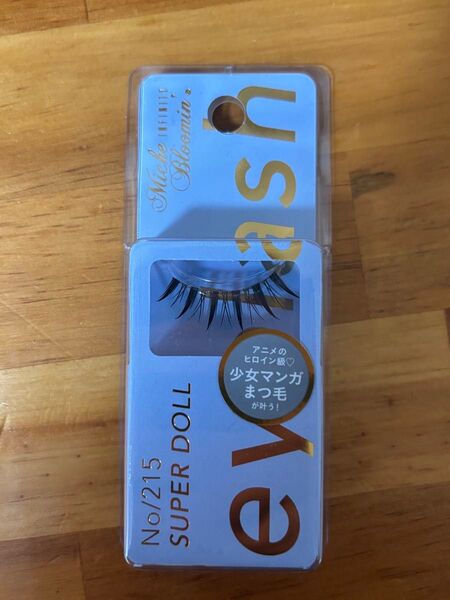 Miche
INFINITY
Bloomin'
eyelash
No/215
SUPER DOLL
アニメの
ヒロイン級♡
少女マンガ
まつ毛
が叶う!